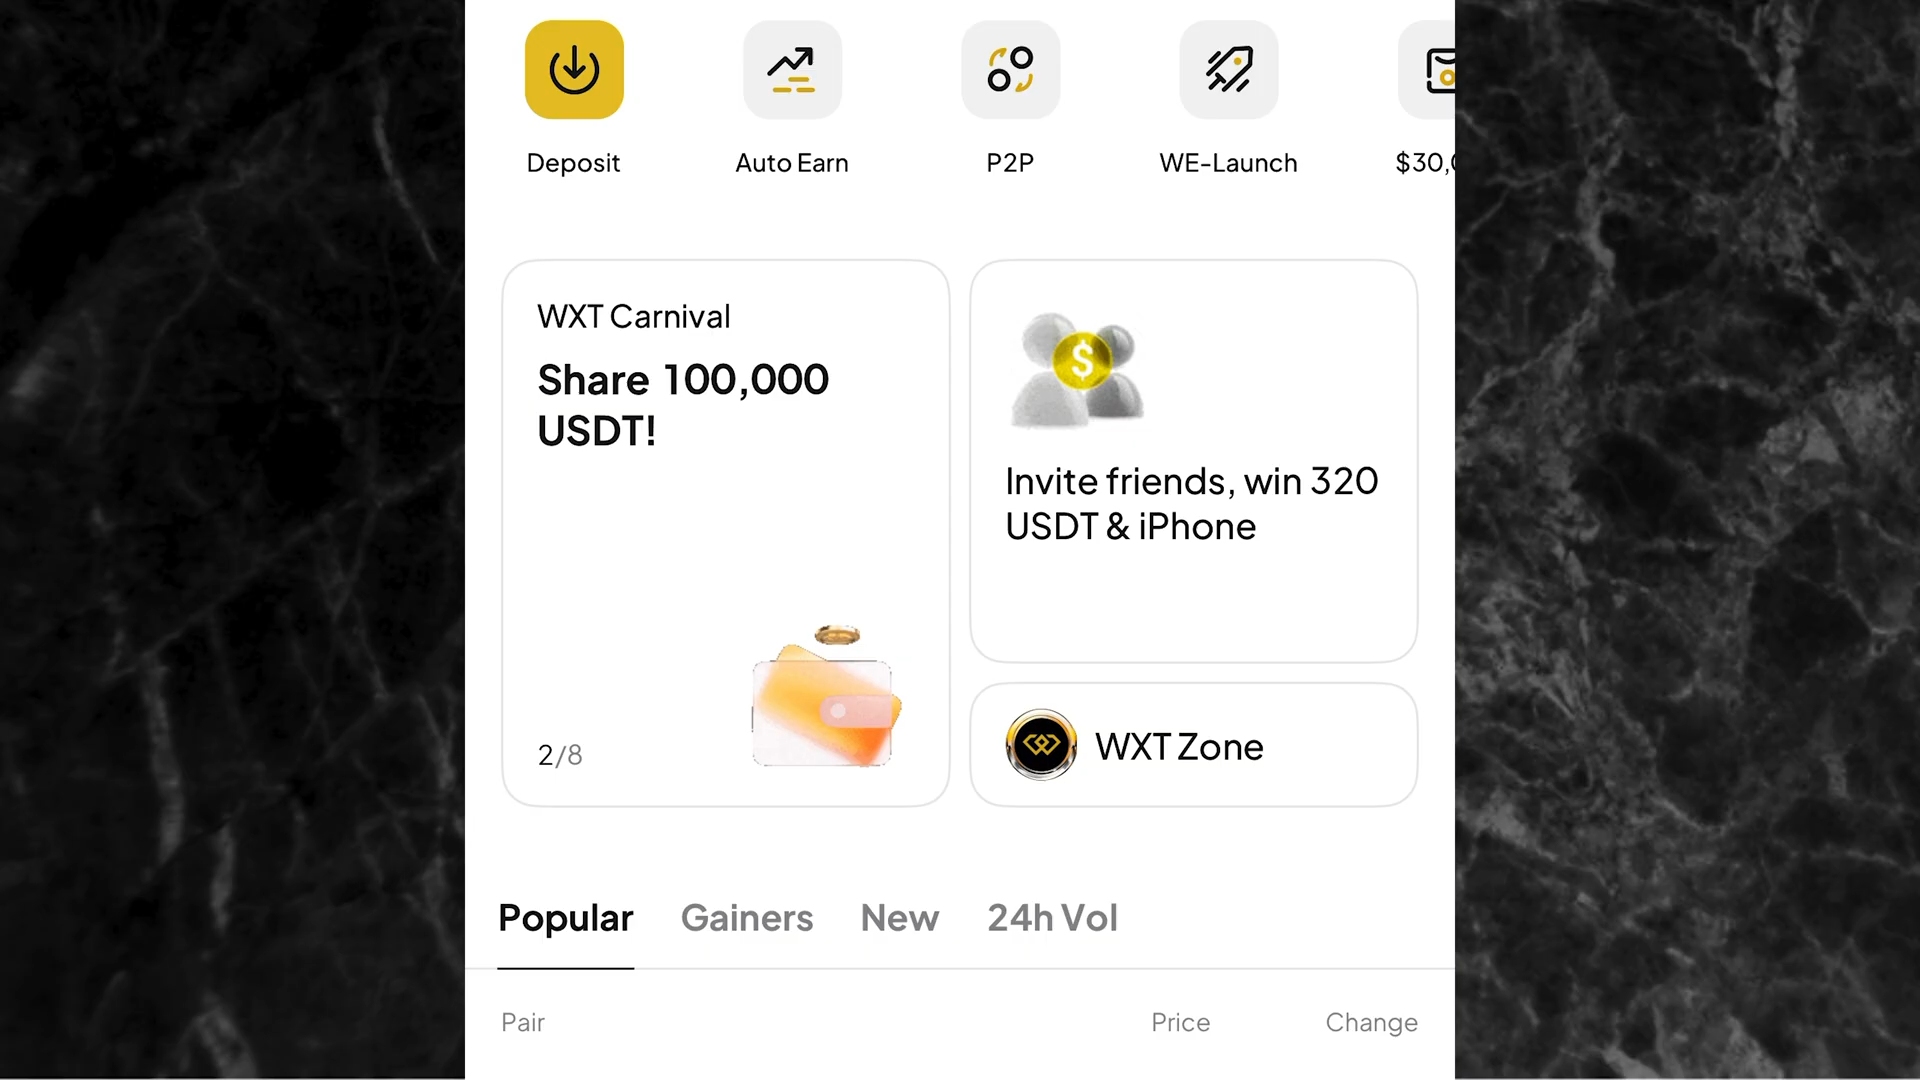 Deposit
Auto Earn
P2P
WE-Launch
$30,
WXT Carnival
Share 100,000
USDT!
2/8
$
Invite friends, win 320
USDT & iPhone
WXT Zone
Popular
Gainers
New
24h Vol
Pair
Price
Change